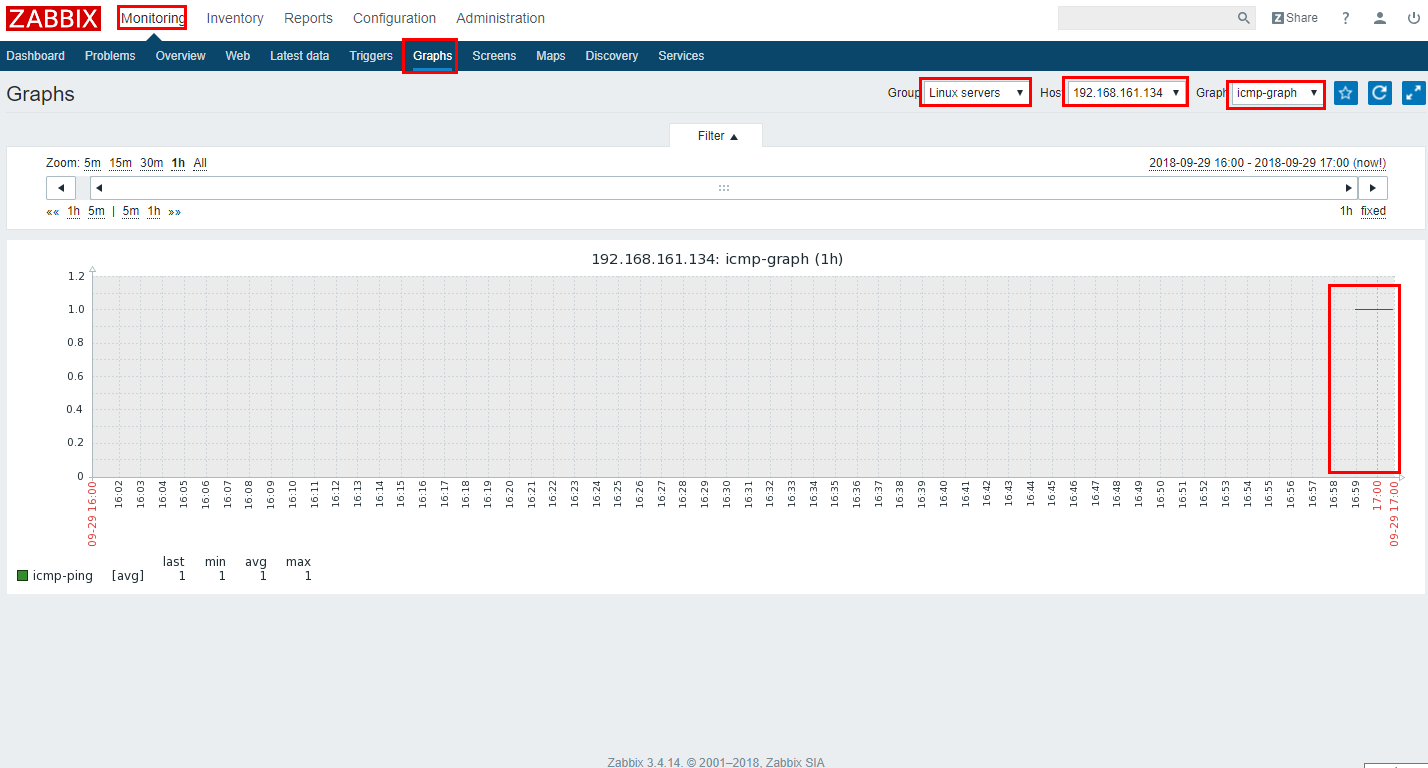 ZABBIX Monitoring Inventory Reports Configuration Administration Share ?
Dashboard Problems Overview Web Latest data Triggers Graphs Screens Maps Discovery Services
Graphs Group Linux servers Hos 192.168.161.134 Graph icmp-graph
Filter
Zoom: 5m 15m 30m 1h All 2018-09-29 16:00 - 2018-09-29 17:00 (now!)
«« 1h 5m | 5m 1h »» 1h fixed
192.168.161.134: icmp-graph (1h)
1.2
1.0
0.8
0.6
0.4
0.2
0
09-29 16:00 16:02 16:03 16:04 16:05 16:06 16:07 16:08 16:09 16:10 16:11 16:12 16:13 16:14 16:15 16:16 16:17 16:18 16:19 16:20 16:21 16:22 16:23 16:24 16:25 16:26 16:27 16:28 16:29 16:30 16:31 16:32 16:33 16:34 16:35 16:36 16:37 16:38 16:39 16:40 16:41 16:42 16:43 16:44 16:45 16:46 16:47 16:48 16:49 16:50 16:51 16:52 16:53 16:54 16:55 16:56 16:57 16:58 16:59 17:00 09-29 17:00
last min avg max
icmp-ping [avg] 1 1 1 1
Zabbix 3.4.14. © 2001–2018, Zabbix SIA